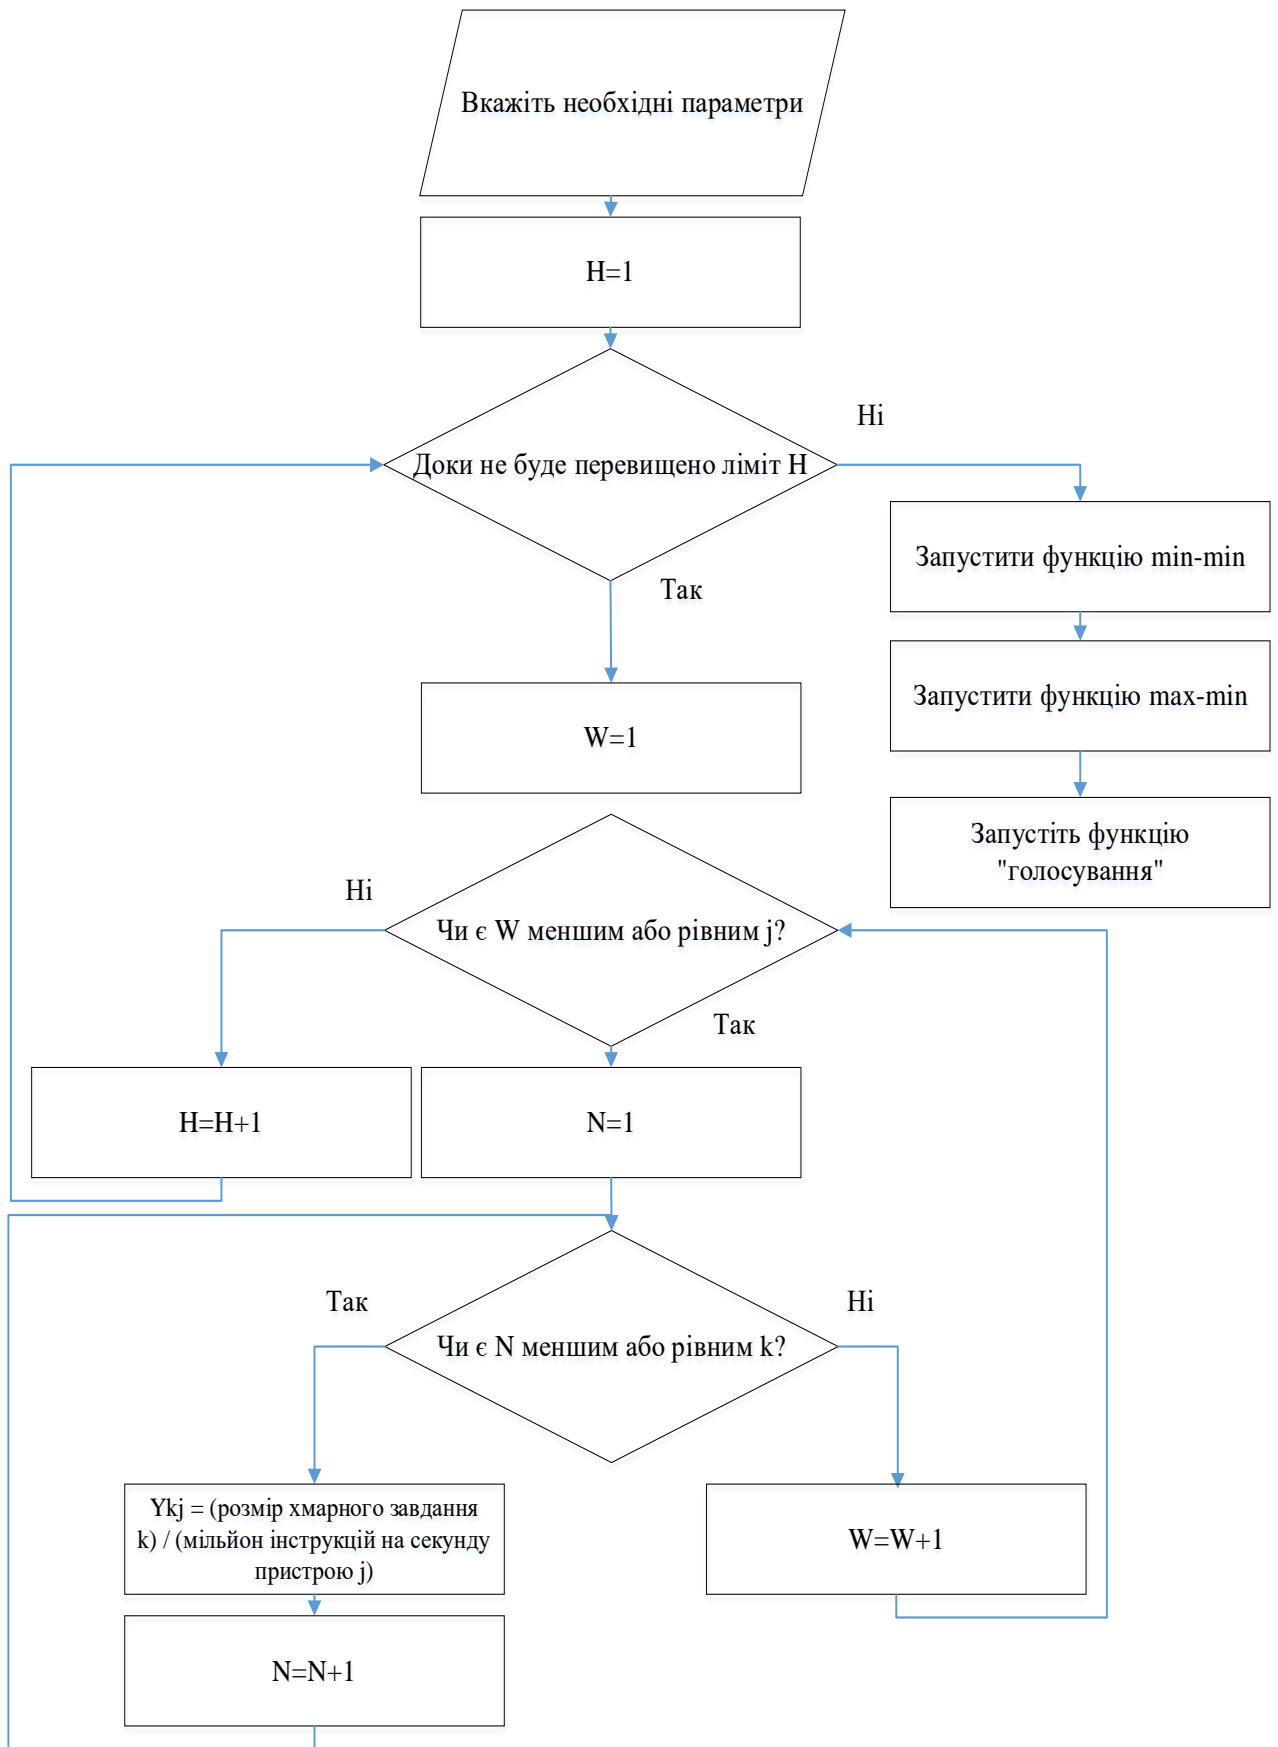 Вкажіть необхідні параметри
H=1
Ні
Доки не буде перевищено ліміт H
Запустити функцію min-min
Так
Запустити функцію max-min
W=1
Запустіть функцію
"голосування"
Ні
Чи є W меншим або рівним j?
Так
H=H+1
N=1
Так
Ні
Чи є N меншим або рівним k?
Ykj = (розмір хмарного завдання
k) / (мільйон інструкцій на секунду
пристрою j)
W=W+1
N=N+1